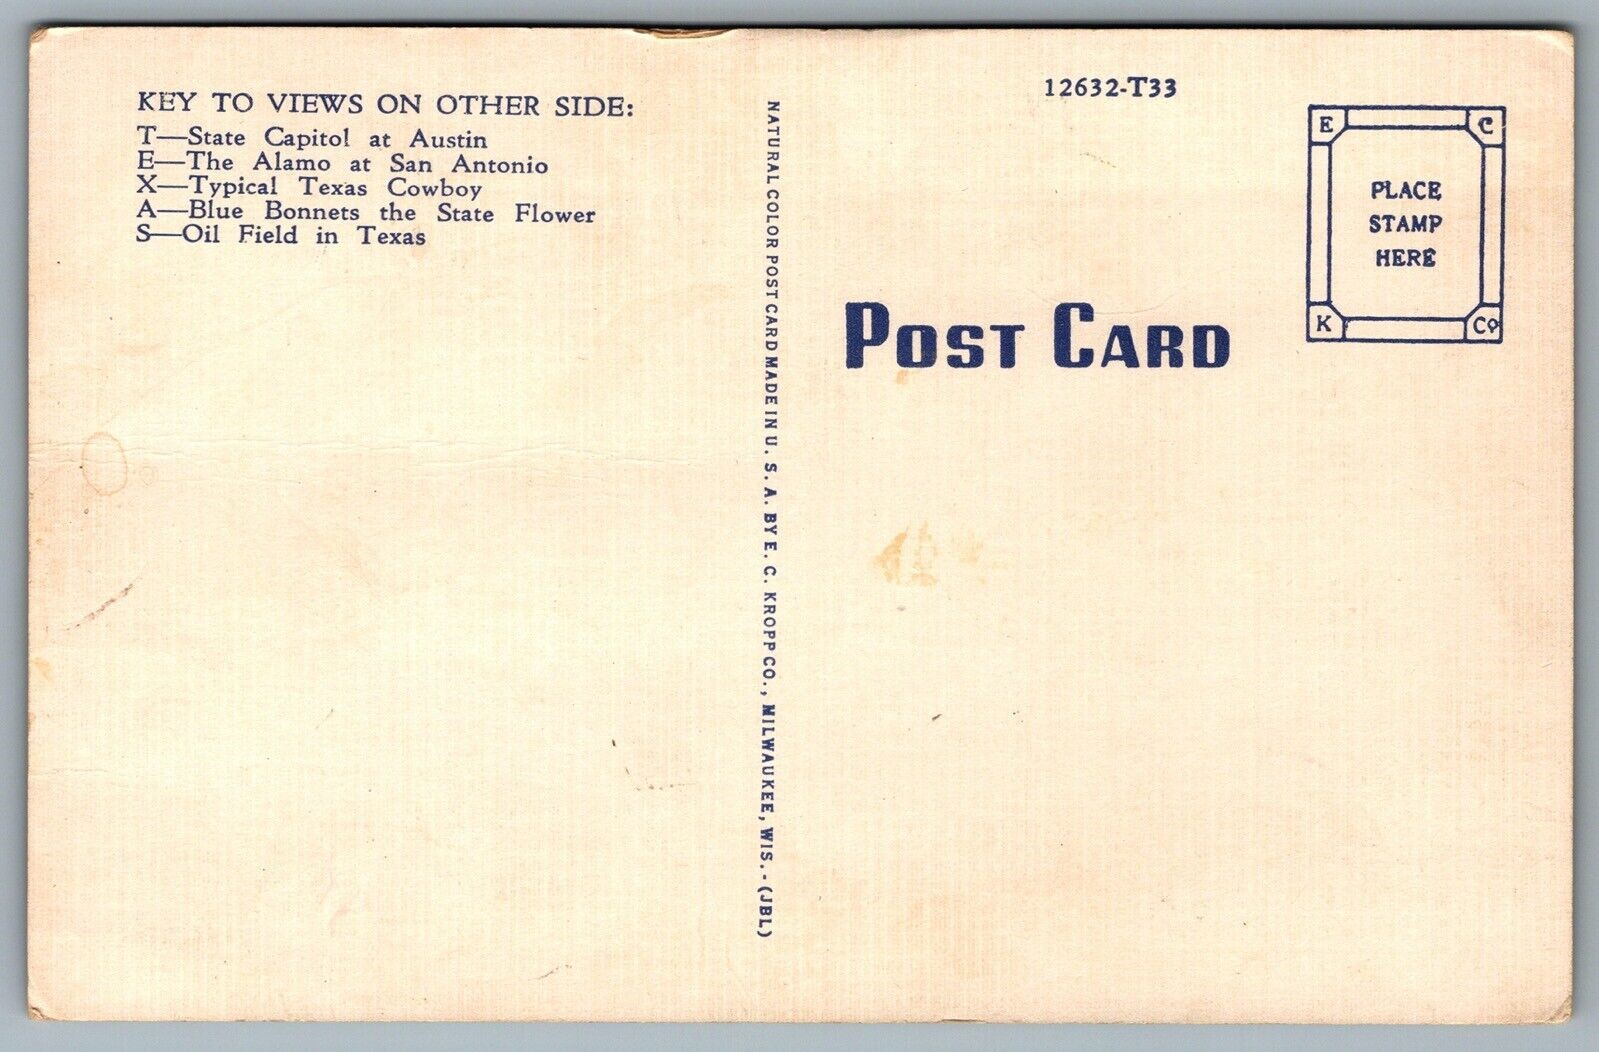 KEY TO VIEWS ON OTHER SIDE:
T—State Capitol at Austin
E—The Alamo at San Antonio
X—Typical Texas Cowboy
A—Blue Bonnets the State Flower
S—Oil Field in Texas
NATURAL COLOR POST CARD MADE IN U. S. A. BY E. C. KROPP CO., MILWAUKEE, WIS.-(JBL)
12632-T33
POST CARD
E C
PLACE
STAMP
HERE
K Co